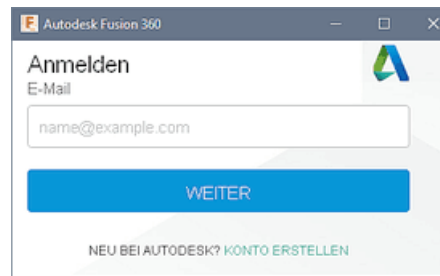 Autodesk Fusion 360
Anmelden
E-Mail
name@example.com
WEITER
NEU BEI AUTODESK? KONTO ERSTELLEN